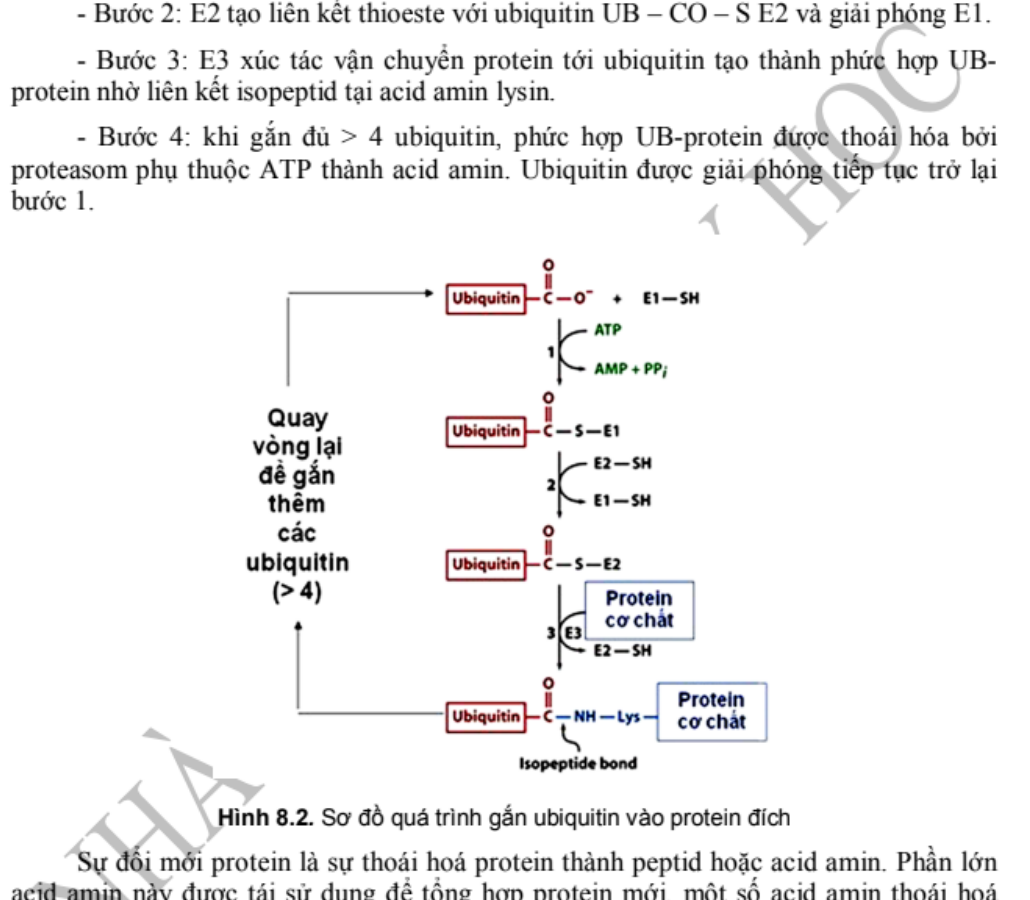 - Bước 2: E2 tạo liên kết thioeste với ubiquitin UB – CO – S E2 và giải phóng E1.
- Bước 3: E3 xúc tác vận chuyển protein tới ubiquitin tạo thành phức hợp UB-
protein nhờ liên kết isopeptid tại acid amin lysin.
- Bước 4: khi gắn đủ > 4 ubiquitin, phức hợp UB-protein được thoái hóa bởi
proteasom phụ thuộc ATP thành acid amin. Ubiquitin được giải phóng tiếp tục trở lại
bước 1.
HỌC
O
Ubiquitin C O⁻ + E1 SH
ATP
1
AMP + PPi
O
Ubiquitin C S E1
E2 SH
2
E1 SH
O
Ubiquitin C S E2
Protein
cơ chất
3 E3
E2 SH
O
Ubiquitin C NH Lys
Protein
cơ chất
Isopeptide bond
Quay
vòng lại
để gắn
thêm
các
ubiquitin
(> 4)
NHÀ
Hình 8.2. Sơ đồ quá trình gắn ubiquitin vào protein đích
Sự đổi mới protein là sự thoái hoá protein thành peptid hoặc acid amin. Phần lớn
acid amin này được tái sử dụng để tổng hợp protein mới, một số acid amin thoái hoá